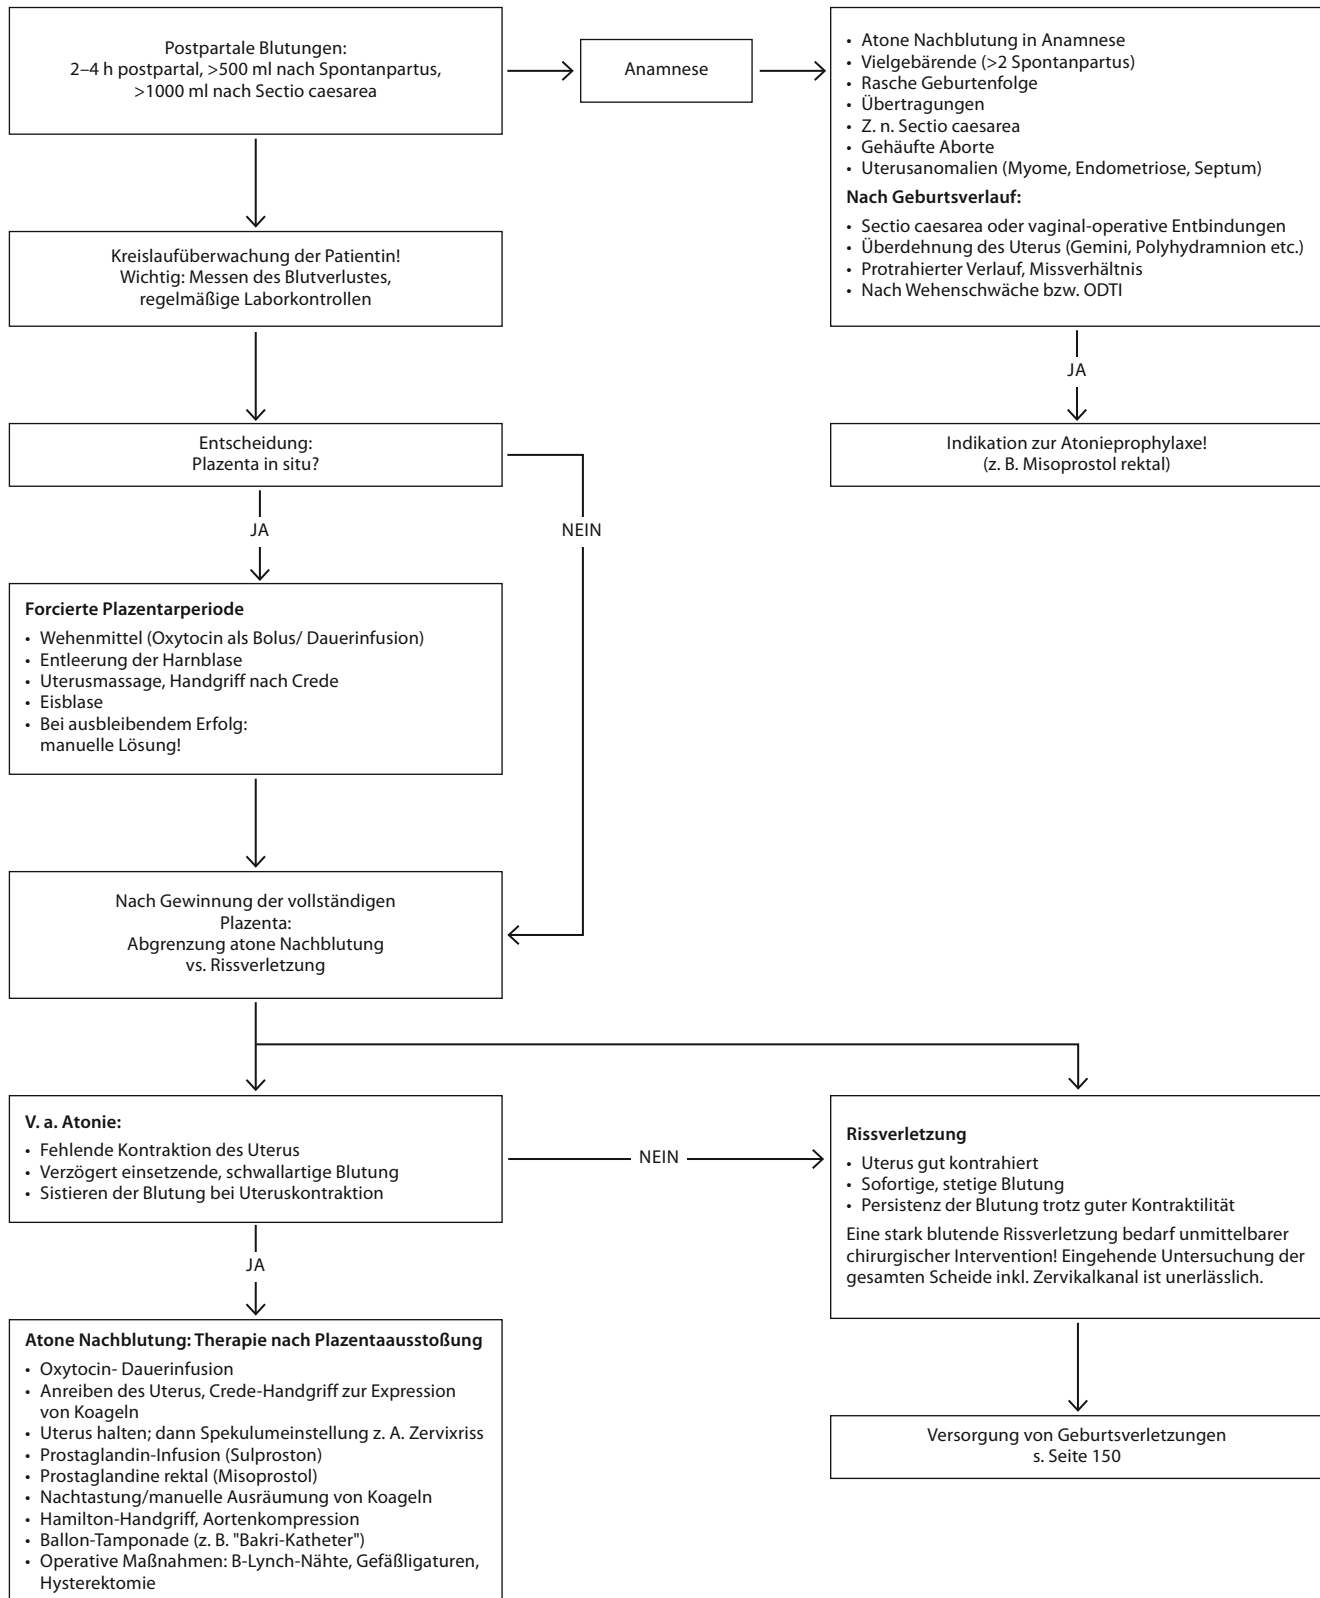 Postpartale Blutungen:
2–4 h postpartal, >500 ml nach Spontanpartus,
>1000 ml nach Sectio caesarea
Anamnese
• Atone Nachblutung in Anamnese
• Vielgebärende (>2 Spontanpartus)
• Rasche Geburtenfolge
• Übertragungen
• Z. n. Sectio caesarea
• Gehäufte Aborte
• Uterusanomalien (Myome, Endometriose, Septum)
Nach Geburtsverlauf:
• Sectio caesarea oder vaginal-operative Entbindungen
• Überdehnung des Uterus (Gemini, Polyhydramnion etc.)
• Protrahierter Verlauf, Missverhältnis
• Nach Wehenschwäche bzw. ODTI
JA
Indikation zur Atonieprophylaxe!
(z. B. Misoprostol rektal)
Kreislaufüberwachung der Patientin!
Wichtig: Messen des Blutverlustes,
regelmäßige Laborkontrollen
Entscheidung:
Plazenta in situ?
JA
NEIN
Forcierte Plazentarperiode
• Wehenmittel (Oxytocin als Bolus/ Dauerinfusion)
• Entleerung der Harnblase
• Uterusmassage, Handgriff nach Crede
• Eisblase
• Bei ausbleibendem Erfolg:
manuelle Lösung!
Nach Gewinnung der vollständigen
Plazenta:
Abgrenzung atone Nachblutung
vs. Rissverletzung
V. a. Atonie:
• Fehlende Kontraktion des Uterus
• Verzögert einsetzende, schwallartige Blutung
• Sistieren der Blutung bei Uteruskontraktion
NEIN
Rissverletzung
• Uterus gut kontrahiert
• Sofortige, stetige Blutung
• Persistenz der Blutung trotz guter Kontraktilität
Eine stark blutende Rissverletzung bedarf unmittelbarer
chirurgischer Intervention! Eingehende Untersuchung der
gesamten Scheide inkl. Zervikalkanal ist unerlässlich.
JA
Atone Nachblutung: Therapie nach Plazentaausstoßung
• Oxytocin- Dauerinfusion
• Anreiben des Uterus, Crede-Handgriff zur Expression
von Koageln
• Uterus halten; dann Spekulumeinstellung z. A. Zervixriss
• Prostaglandin-Infusion (Sulproston)
• Prostaglandine rektal (Misoprostol)
• Nachtastung/manuelle Ausräumung von Koageln
• Hamilton-Handgriff, Aortenkompression
• Ballon-Tamponade (z. B. "Bakri-Katheter")
• Operative Maßnahmen: B-Lynch-Nähte, Gefäßligaturen,
Hysterektomie
Versorgung von Geburtsverletzungen
s. Seite 150